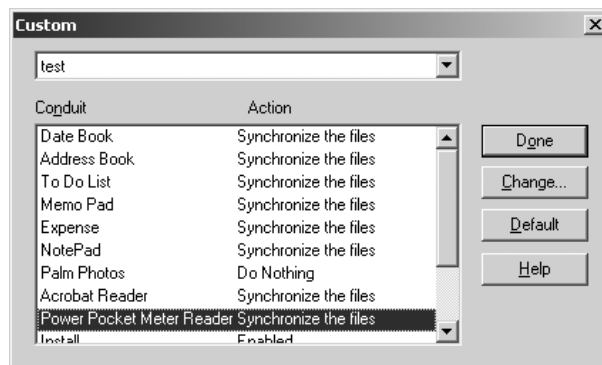 Custom
test
Conduit Action
Date Book Synchronize the files
Address Book Synchronize the files
To Do List Synchronize the files
Memo Pad Synchronize the files
Expense Synchronize the files
NotePad Synchronize the files
Palm Photos Do Nothing
Acrobat Reader Synchronize the files
Power Pocket Meter Reader Synchronize the files
Install Enabled
Done
Change...
Default
Help